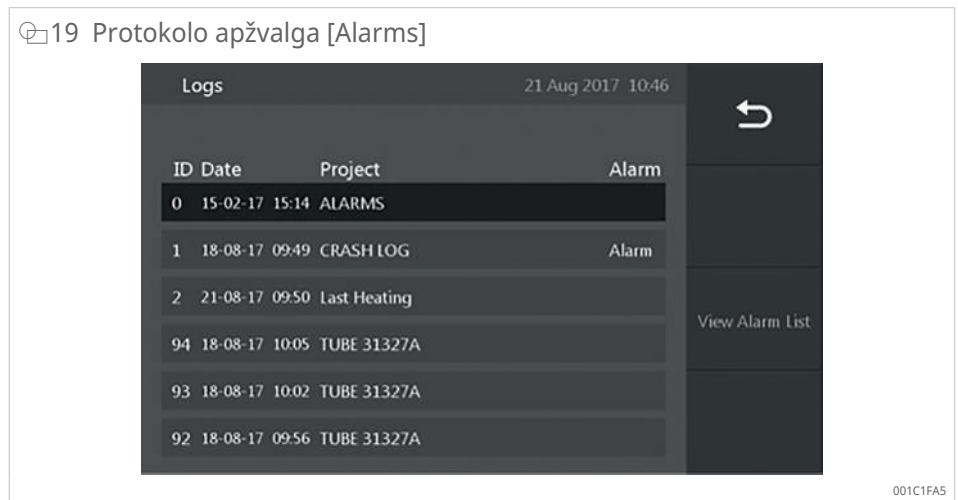 19 Protokolo apžvalga [Alarms]
Logs 21 Aug 2017 10:46
ID Date Project Alarm
0 15-02-17 15:14 ALARMS
1 18-08-17 09:49 CRASH LOG Alarm
2 21-08-17 09:50 Last Heating
View Alarm List
94 18-08-17 10:05 TUBE 31327A
93 18-08-17 10:02 TUBE 31327A
92 18-08-17 09:56 TUBE 31327A
001C1FA5